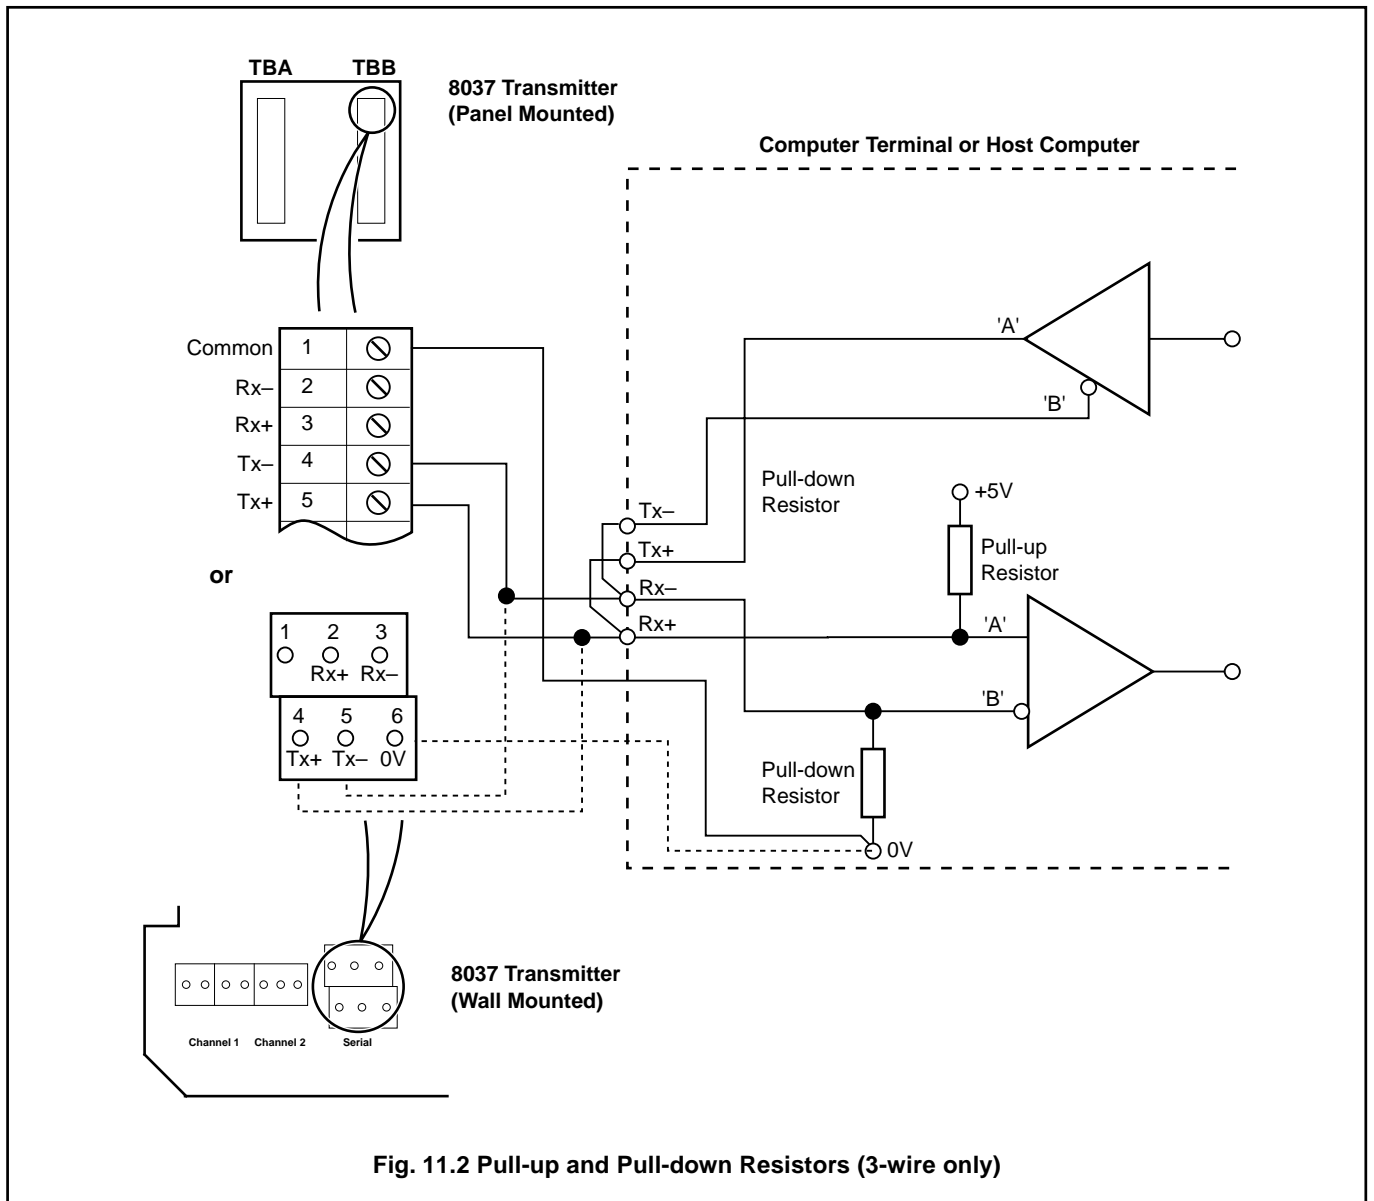 TBA TBB
8037 Transmitter
(Panel Mounted)
Computer Terminal or Host Computer
Common 1
Rx– 2
Rx+ 3
Tx– 4
Tx+ 5
'A'
'B'
Pull-down
Resistor
+5V
Pull-up
Resistor
Tx–
Tx+
Rx–
Rx+
'A'
'B'
or
1 2 3
Rx+ Rx–
4 5 6
Tx+ Tx– 0V
Pull-down
Resistor
0V
8037 Transmitter
(Wall Mounted)
Channel 1 Channel 2 Serial
Fig. 11.2 Pull-up and Pull-down Resistors (3-wire only)